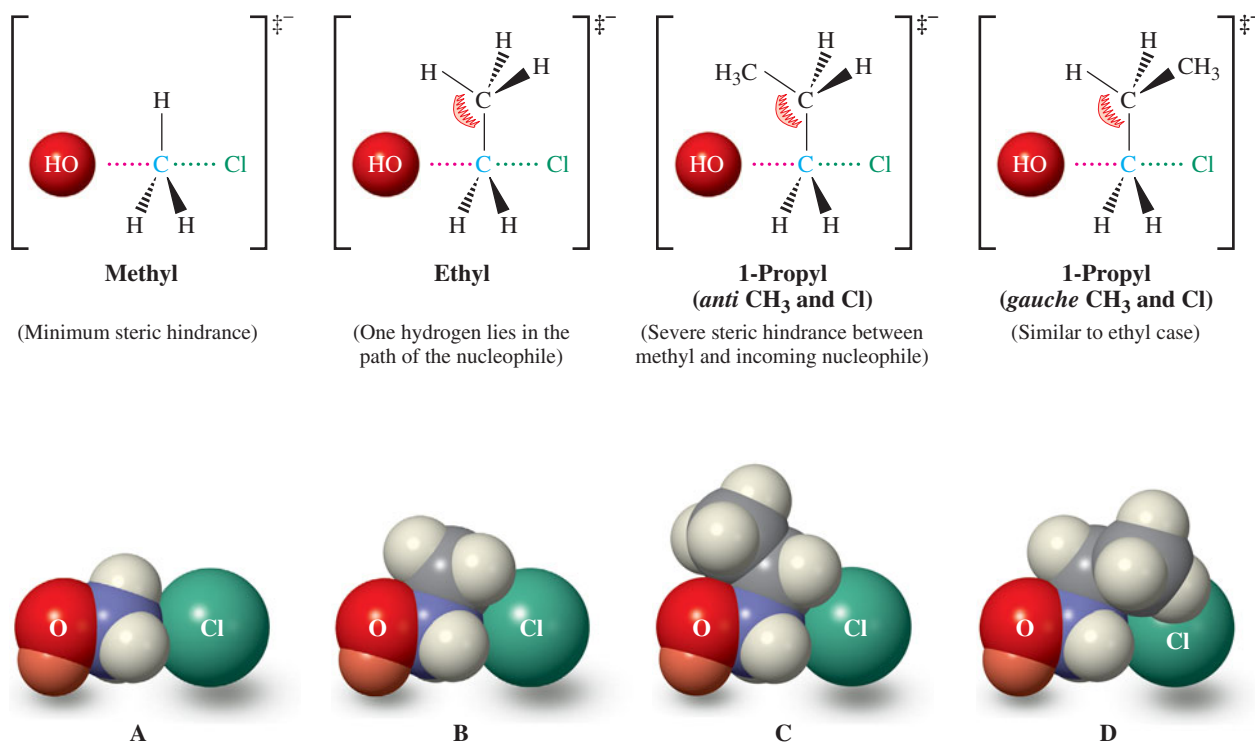 ‡−
H
HO C Cl
H H
Methyl
(Minimum steric hindrance)
‡−
H
H H
C
HO C Cl
H H
Ethyl
(One hydrogen lies in the
path of the nucleophile)
‡−
H
H₃C H
C
HO C Cl
H H
1-Propyl
(anti CH₃ and Cl)
(Severe steric hindrance between
methyl and incoming nucleophile)
‡−
H
H CH₃
C
HO C Cl
H H
1-Propyl
(gauche CH₃ and Cl)
(Similar to ethyl case)
O Cl
A
O Cl
B
O Cl
C
O Cl
D